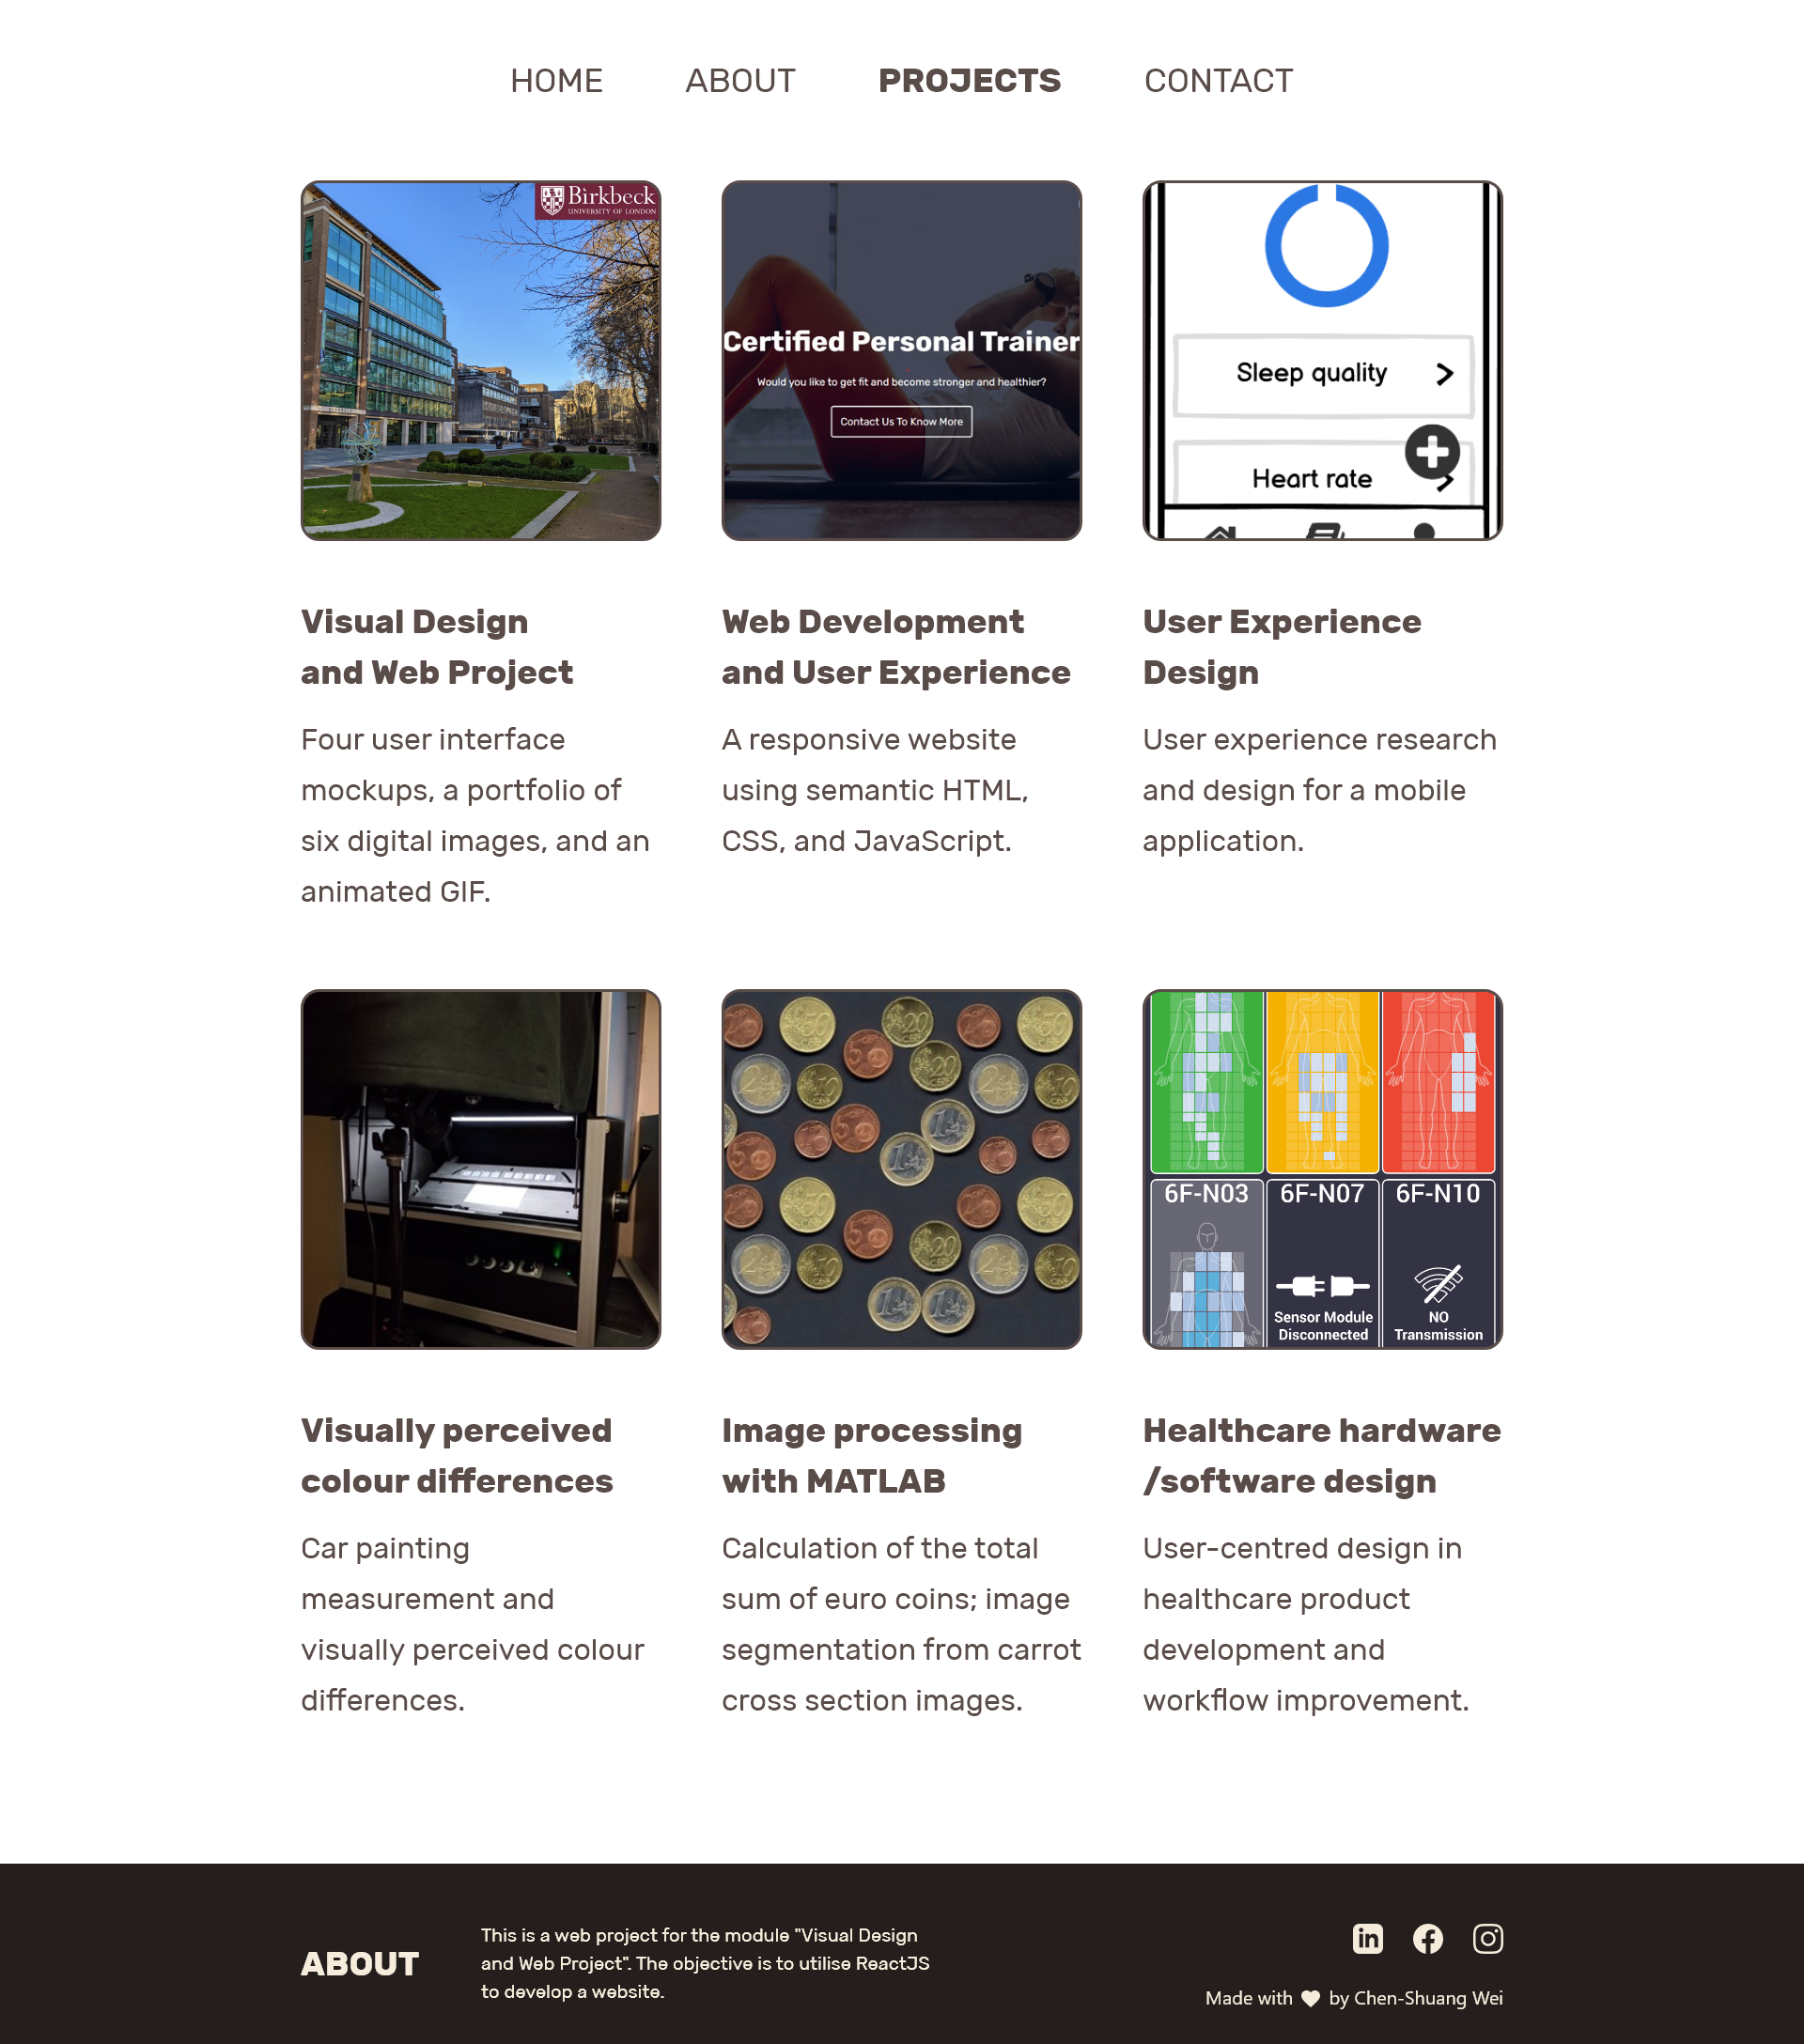 HOME
ABOUT
PROJECTS
CONTACT
Birkbeck
UNIVERSITY OF LONDON
Certified Personal Trainer
Would you like to get fit and become stronger and healthier?
Contact Us To Know More
Sleep quality
Heart rate
Visual Design
and Web Project
Four user interface
mockups, a portfolio of
six digital images, and an
animated GIF.
Web Development
and User Experience
A responsive website
using semantic HTML,
CSS, and JavaScript.
User Experience
Design
User experience research
and design for a mobile
application.
6F-N03
6F-N07
6F-N10
Sensor Module
Disconnected
NO
Transmission
Visually perceived
colour differences
Car painting
measurement and
visually perceived colour
differences.
Image processing
with MATLAB
Calculation of the total
sum of euro coins; image
segmentation from carrot
cross section images.
Healthcare hardware
/software design
User-centred design in
healthcare product
development and
workflow improvement.
ABOUT
This is a web project for the module "Visual Design
and Web Project". The objective is to utilise ReactJS
to develop a website.
Made with ♥ by Chen-Shuang Wei